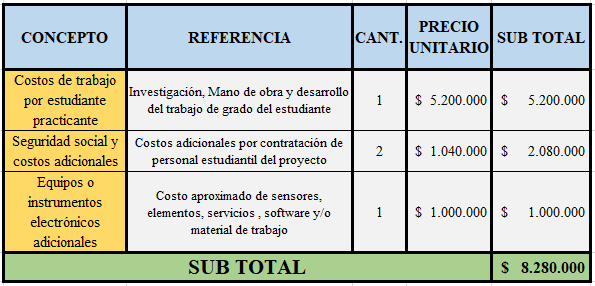 CONCEPTO REFERENCIA CANT. PRECIO UNITARIO SUB TOTAL
Costos de trabajo
por estudiante
practicante
Investigación, Mano de obra y desarrollo
del trabajo de grado del estudiante
1 $ 5.200.000 $ 5.200.000
Seguridad social y
costos adicionales
Costos adicionales por contratación de
personal estudiantil del proyecto
2 $ 1.040.000 $ 2.080.000
Equipos o
instrumentos
electrónicos
adicionales
Costo aproximado de sensores,
elementos, servicios , software y/o
material de trabajo
1 $ 1.000.000 $ 1.000.000
SUB TOTAL $ 8.280.000